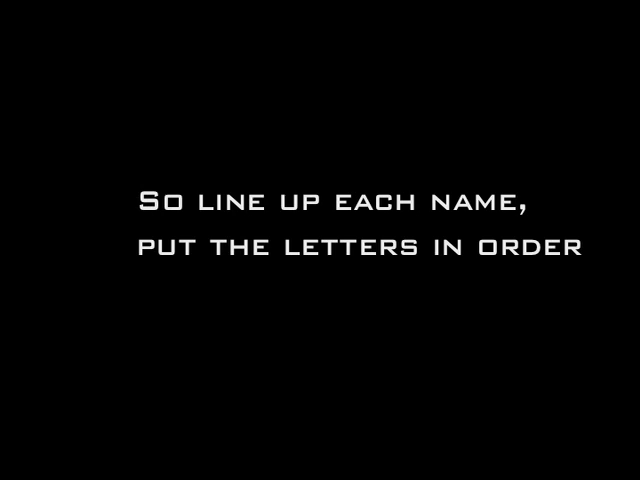 So line up each name,
put the letters in order